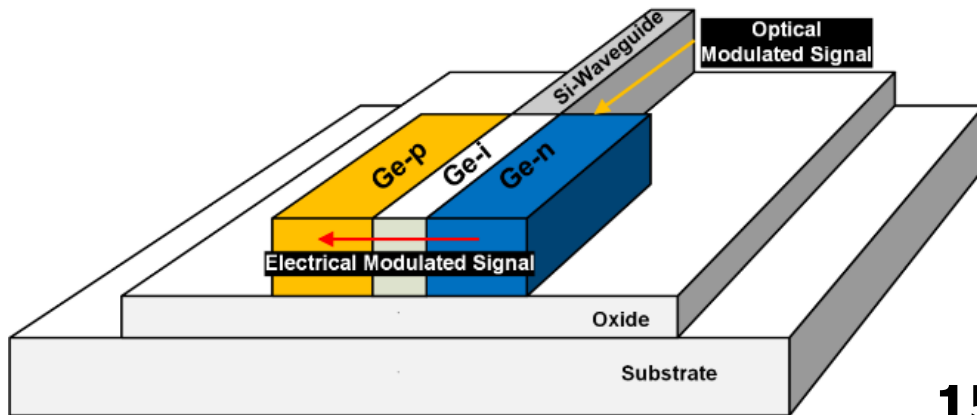 Optical
Modulated Signal
Si-Waveguide
Ge-p
Ge-i
Ge-n
Electrical Modulated Signal
Oxide
Substrate